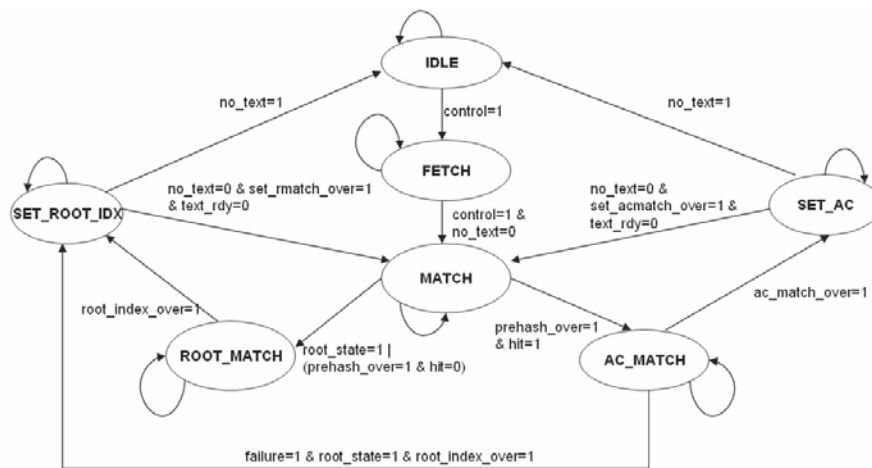 IDLE
no_text=1
control=1
no_text=1
FETCH
no_text=0 & set_rmatch_over=1
& text_rdy=0
no_text=0 &
set_acmatch_over=1 &
text_rdy=0
SET_ROOT_IDX
SET_AC
control=1 &
no_text=0
MATCH
root_index_over=1
ac_match_over=1
prehash_over=1
& hit=1
ROOT_MATCH
root_state=1 |
(prehash_over=1 & hit=0)
AC_MATCH
failure=1 & root_state=1 & root_index_over=1